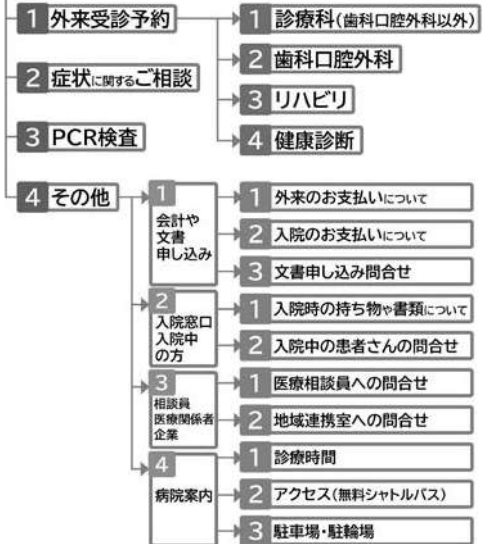 1 外来受診予約
1 診療科(歯科口腔外科以外)
2 歯科口腔外科
3 リハビリ
4 健康診断
2 症状に関するご相談
3 PCR検査
4 その他
1
会計や
文書
申し込み
1 外来のお支払いについて
2 入院のお支払いについて
3 文書申し込み問合せ
2
入院窓口
入院中
の方
1 入院時の持ち物や書類について
2 入院中の患者さんの問合せ
3
相談員
医療関係者
企業
1 医療相談員への問合せ
2 地域連携室への問合せ
4
病院案内
1 診療時間
2 アクセス(無料シャトルバス)
3 駐車場・駐輪場